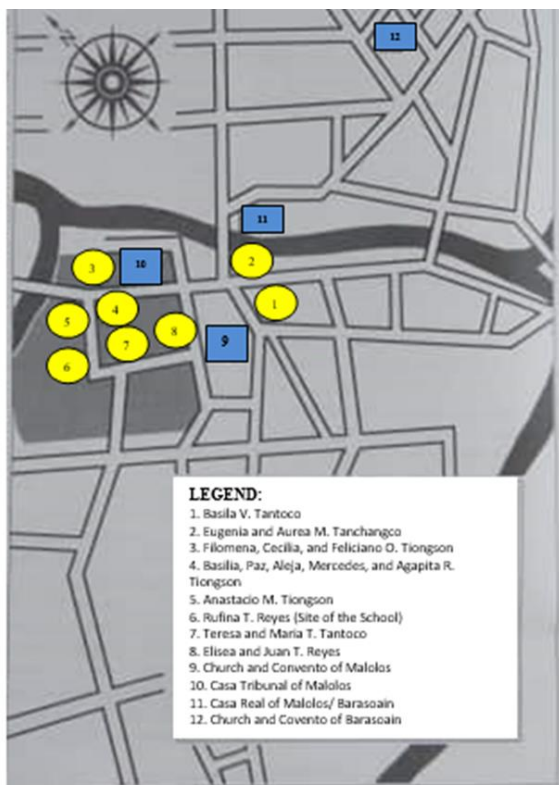 12
11
2
3
10
1
4
5
8
9
7
6
LEGEND:
1. Basila V. Tantoco
2. Eugenia and Aurea M. Tanchangco
3. Filomena, Cecilia, and Feliciano O. Tiongson
4. Basilia, Paz, Aleja, Mercedes, and Agapita R.
Tiongson
5. Anastacio M. Tiongson
6. Rufina T. Reyes (Site of the School)
7. Teresa and Maria T. Tantoco
8. Elisea and Juan T. Reyes
9. Church and Convento of Malolos
10. Casa Tribunal of Malolos
11. Casa Real of Malolos/ Barasoain
12. Church and Covento of Barasoain